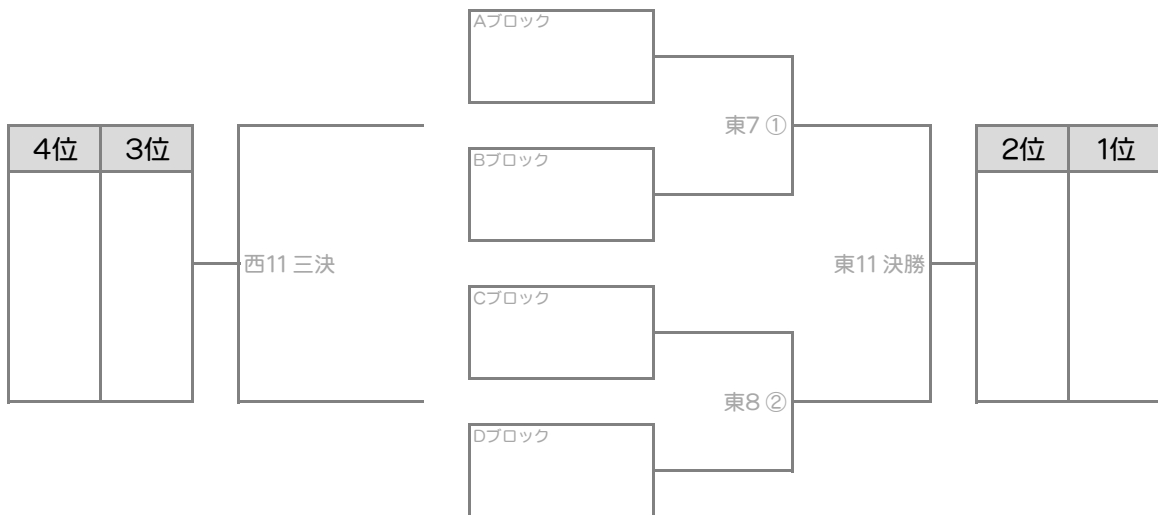 Aブロック
東7 ①
4位 3位
2位 1位
Bブロック
西11 三決
東11 決勝
Cブロック
東8 ②
Dブロック